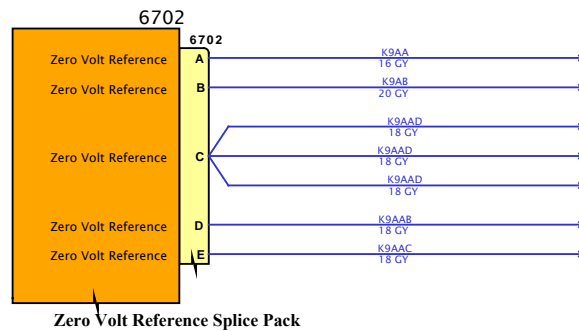 6702
6702
Zero Volt Reference A K9AA
16 GY
Zero Volt Reference B K9AB
20 GY
K9AAD
18 GY
Zero Volt Reference C K9AAD
18 GY
K9AAD
18 GY
Zero Volt Reference D K9AAB
18 GY
Zero Volt Reference E K9AAC
18 GY
Zero Volt Reference Splice Pack